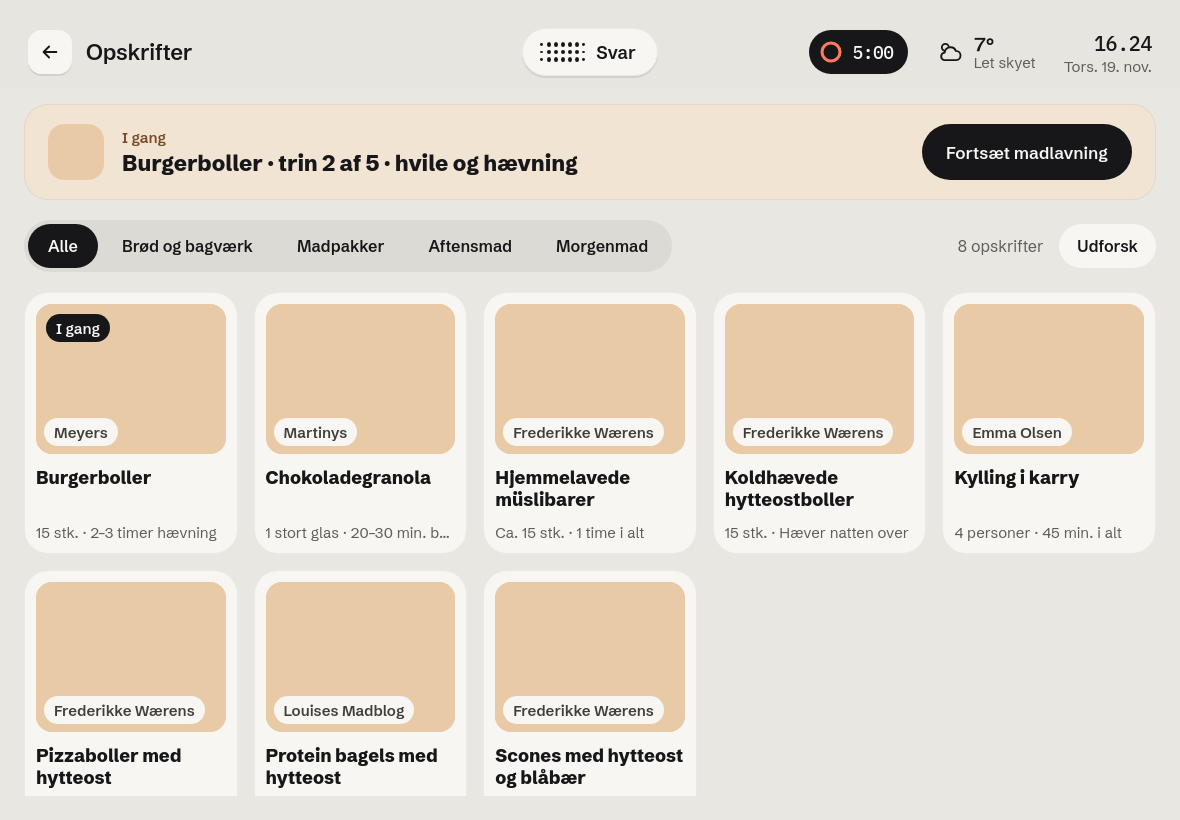 Opskrifter
Svar
5:00
7°
Let skyet
16.24
Tors. 19. nov.
I gang
Burgerboller · trin 2 af 5 · hvile og hævning
Fortsæt madlavning
Alle
Brød og bagværk
Madpakker
Aftensmad
Morgenmad
8 opskrifter
Udforsk
I gang
Meyers
Burgerboller
15 stk. · 2–3 timer hævning
Martinys
Chokoladegranola
1 stort glas · 20–30 min. b…
Frederikke Wærens
Hjemmelavede
müslibarer
Ca. 15 stk. · 1 time i alt
Frederikke Wærens
Koldhævede
hytteostboller
15 stk. · Hæver natten over
Emma Olsen
Kylling i karry
4 personer · 45 min. i alt
Frederikke Wærens
Pizzaboller med
hytteost
Louises Madblog
Protein bagels med
hytteost
Frederikke Wærens
Scones med hytteost
og blåbær